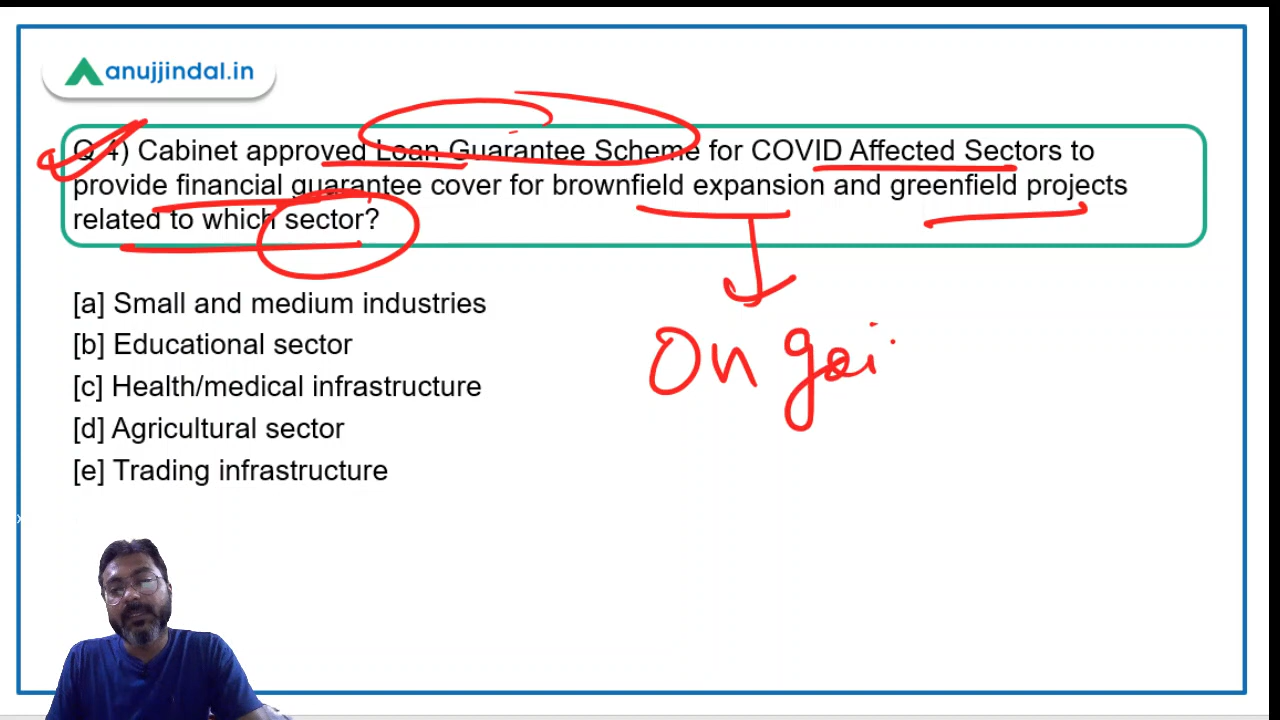 anujjindal.in
Q.4) Cabinet approved Loan Guarantee Scheme for COVID Affected Sectors to
provide financial guarantee cover for brownfield expansion and greenfield projects
related to which sector?
[a] Small and medium industries
[b] Educational sector
[c] Health/medical infrastructure
[d] Agricultural sector
[e] Trading infrastructure
On goi